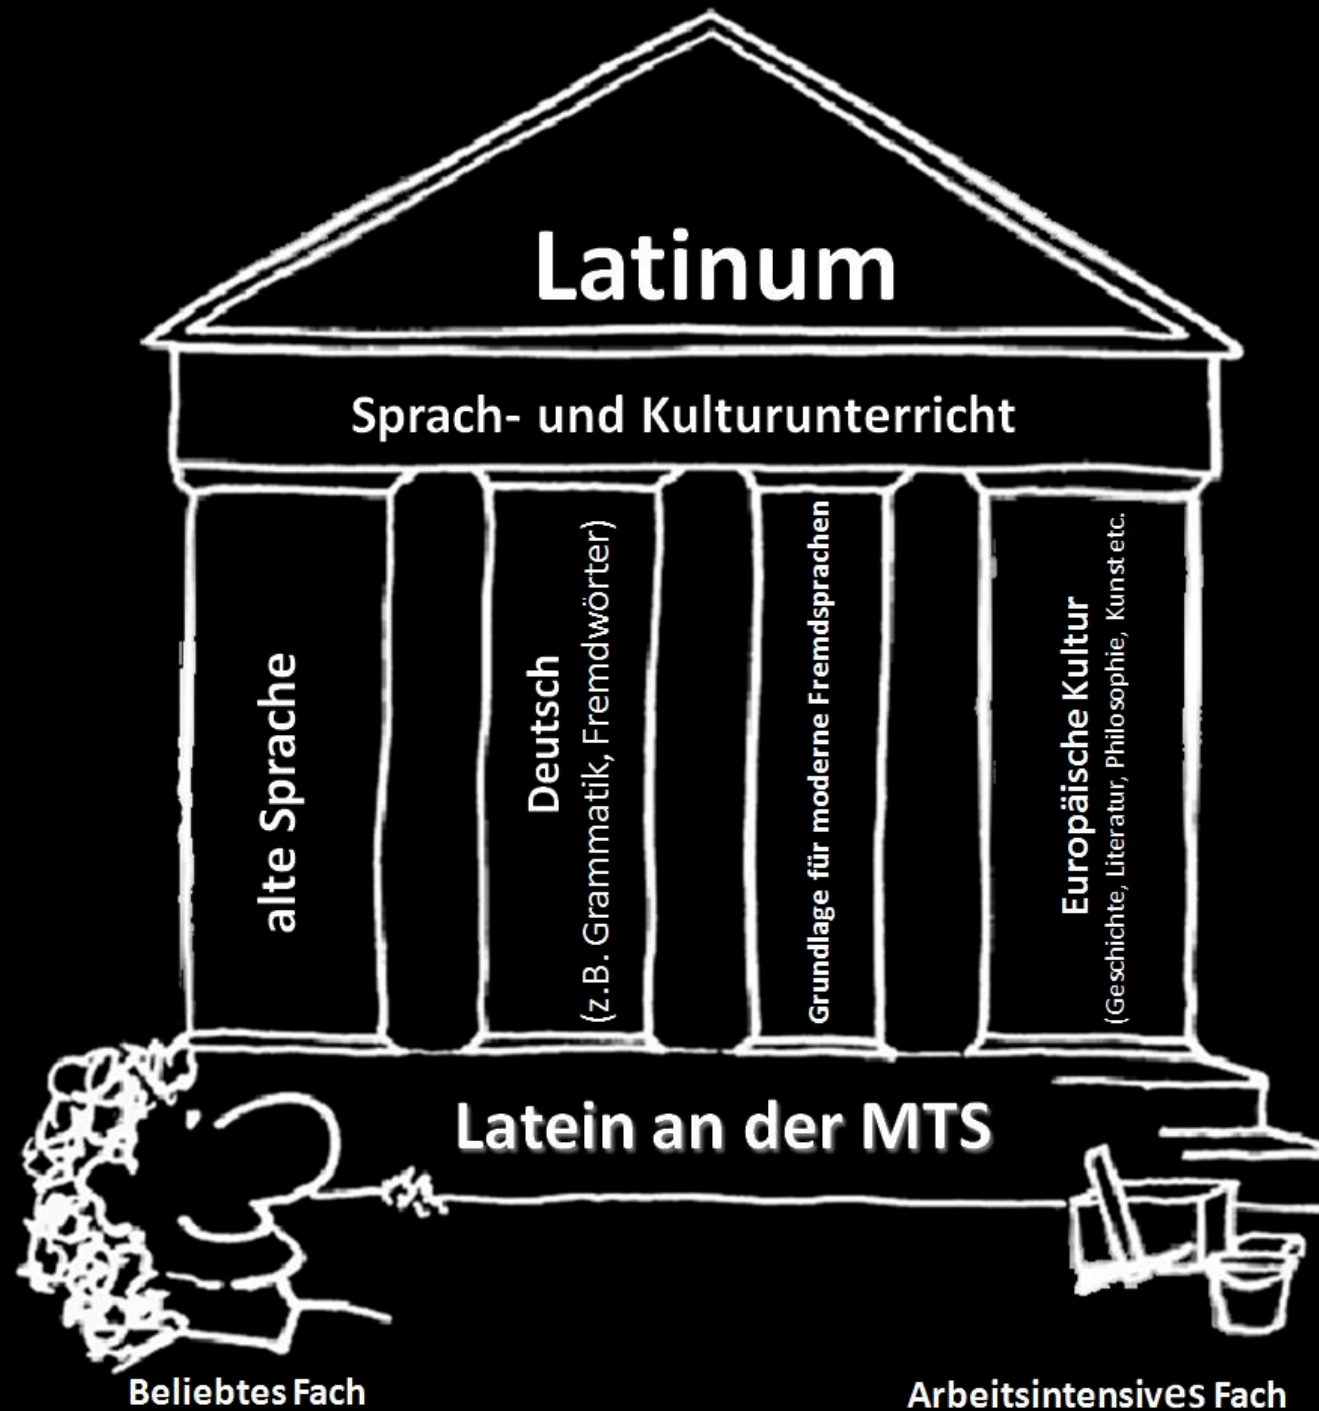 Latinum
Sprach- und Kulturunterricht
alte Sprache
Deutsch
(z.B. Grammatik, Fremdwörter)
Grundlage für moderne Fremdsprachen
Europäische Kultur
(Geschichte, Literatur, Philosophie, Kunst etc.
Latein an der MTS
Beliebtes Fach
Arbeitsintensives Fach